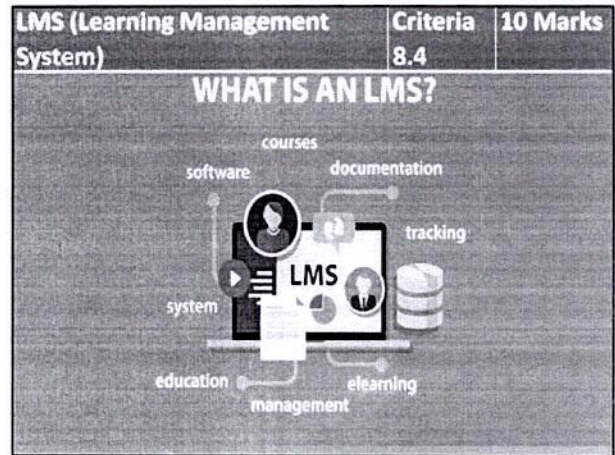 LMS (Learning Management System)
Criteria 8.4
10 Marks
WHAT IS AN LMS?
courses
software
documentation
tracking
LMS
system
education
elearning
management